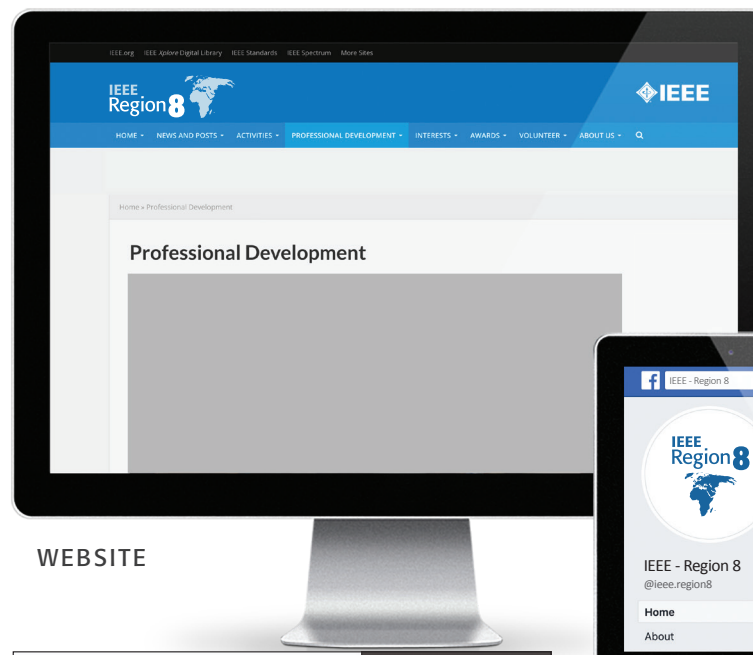 IEEE.org IEEE Xplore Digital Library IEEE Standards IEEE Spectrum More Sites
IEEE
Region 8
IEEE
HOME NEWS AND POSTS ACTIVITIES PROFESSIONAL DEVELOPMENT INTERESTS AWARDS VOLUNTEER ABOUT US
Home » Professional Development
Professional Development
WEBSITE
f IEEE - Region 8
IEEE
Region 8
IEEE - Region 8
@ieee.region8
Home
About